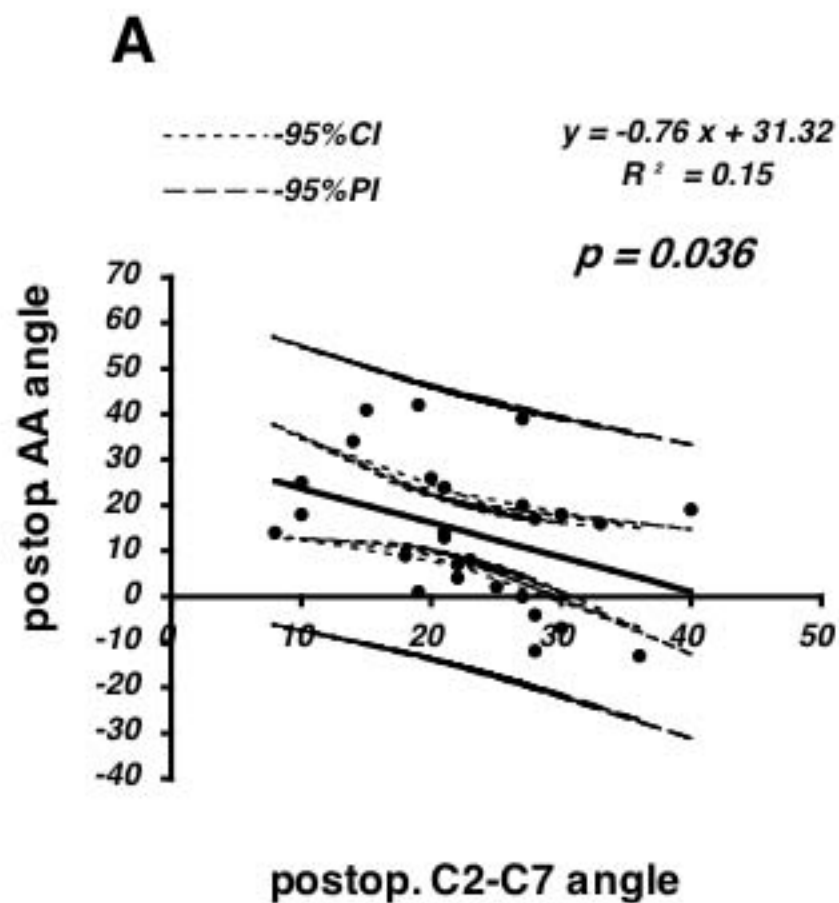 A
95%CI
95%PI
y = -0.76 x + 31.32
R² = 0.15
p = 0.036
postop. AA angle
70
60
50
40
30
20
10
0
-10
-20
-30
-40
0 10 20 30 40 50
postop. C2-C7 angle